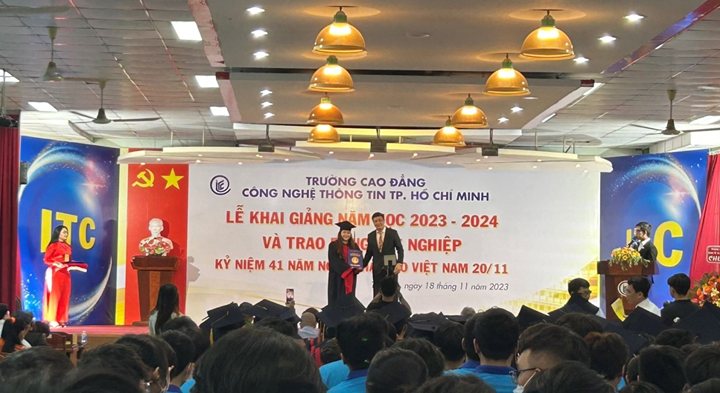 TRƯỜNG CAO ĐẲNG
CÔNG NGHỆ THÔNG TIN TP. HỒ CHÍ MINH
LỄ KHAI GIẢNG NĂM HỌC 2023 - 2024
VÀ TRAO NGHIỆP
KỶ NIỆM 41 NĂM VIỆT NAM 20/11
ngày 18 tháng 11 năm 2023
ITC
ITC